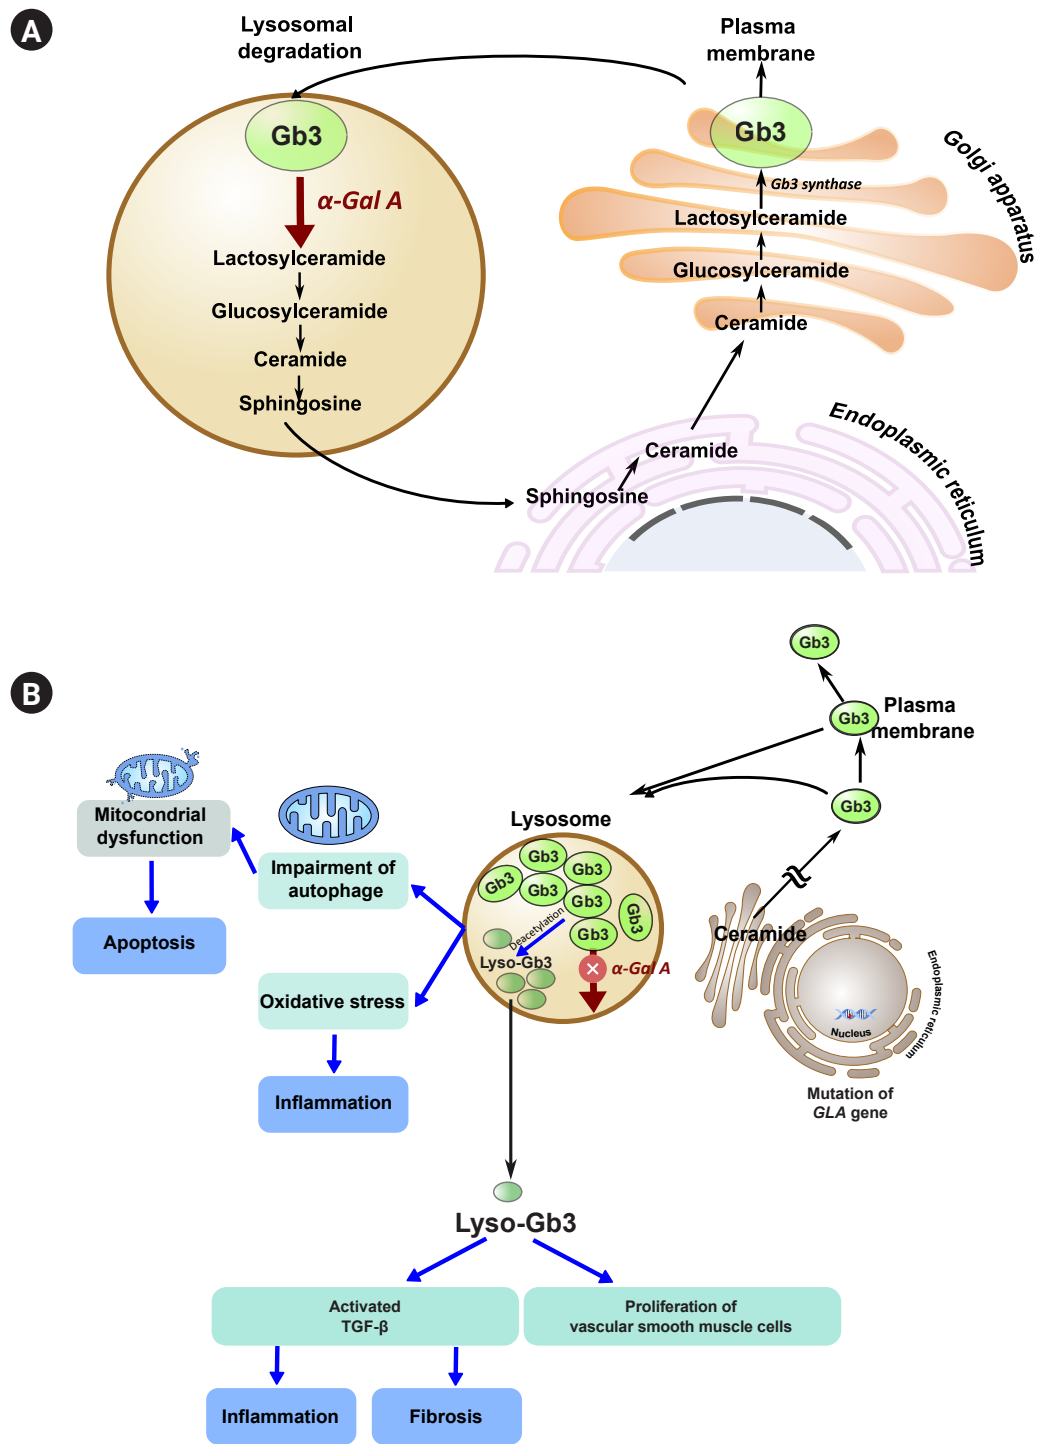 A
Lysosomal
degradation
Plasma
membrane
Gb3
Gb3
α-Gal A
Gb3 synthase
Golgi apparatus
Lactosylceramide
Lactosylceramide
Glucosylceramide
Glucosylceramide
Ceramide
Ceramide
Sphingosine
Endoplasmic reticulum
Ceramide
Sphingosine
B
Gb3
Gb3
Plasma
membrane
Gb3
Mitocondrial
dysfunction
Impairment of
autophage
Apoptosis
Oxidative stress
Inflammation
Lysosome
Gb3
Gb3
Gb3
Gb3
Gb3
Gb3
Gb3
Deacetylation
Lyso-Gb3
α-Gal A
Ceramide
Nucleus
Endoplasmic reticulum
Mutation of
GLA gene
Lyso-Gb3
Activated
TGF-β
Proliferation of
vascular smooth muscle cells
Inflammation
Fibrosis